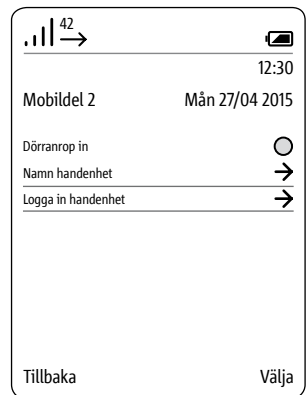 42
12:30
Mobildel 2 Mån 27/04 2015
Dörranrop in
Namn handenhet
Logga in handenhet
Tillbaka Välja